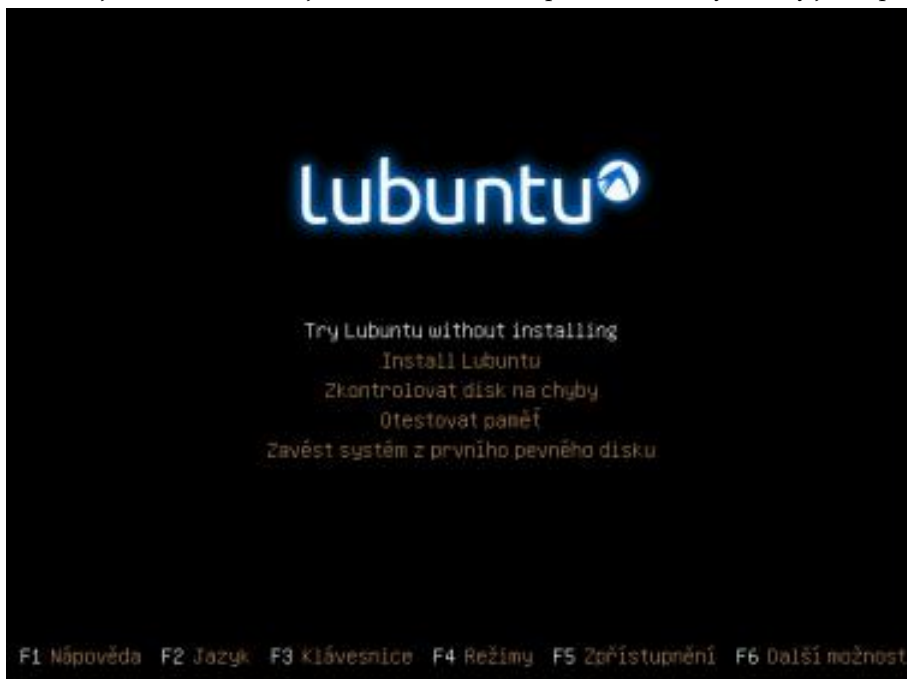 lubuntu
Try Lubuntu without installing
Install Lubuntu
Zkontrolovat disk na chyby
Otestovat paměť
Zavést systém z prvního pevného disku
F1 Nápověda F2 Jazyk F3 Klávesnice F4 Režimy F5 Zpřístupnění F6 Další možnost